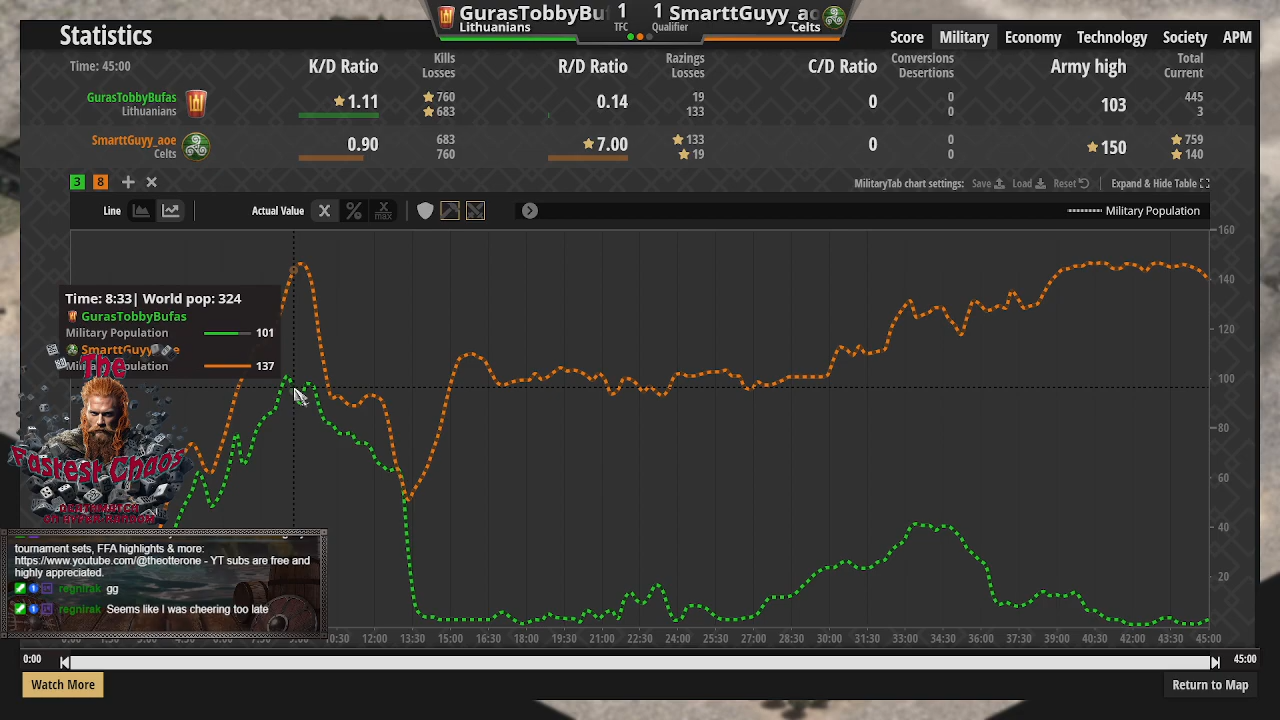 GurasTobbyBu
Lithuanians
1
TFC
1
Qualifier
SmarttGuyy_ao
Celts
Statistics
Score
Military
Economy
Technology
Society
APM
Time: 45:00
K/D Ratio
Kills
Losses
R/D Ratio
Razings
Losses
C/D Ratio
Conversions
Desertions
Army high
Total
Current
GurasTobbyBufas
Lithuanians
1.11
760
683
0.14
19
133
0
0
0
103
445
3
SmarttGuyy_aoe
Celts
0.90
683
760
7.00
133
19
0
0
0
150
759
140
3
8
MilitaryTab chart settings:
Save
Load
Reset
Expand & Hide Table
Line
Actual Value
X
%
X
max
Military Population
160
140
120
100
80
60
40
20
Time: 8:33| World pop: 324
GurasTobbyBufas
Military Population 101
SmarttGuyy
137
The
Fastest Chaos
tournament sets, FFA highlights & more:
https://www.youtube.com/@theotterone - YT subs are free and
highly appreciated.
regnirak gg
regnirak Seems like I was cheering too late
10:30 12:00 13:30 15:00 16:30 18:00 19:30 21:00 22:30 24:00 25:30 27:00 28:30 30:00 31:30 33:00 34:30 36:00 37:30 39:00 40:30 42:00 43:30 45:00
0:00
45:00
Watch More
Return to Map